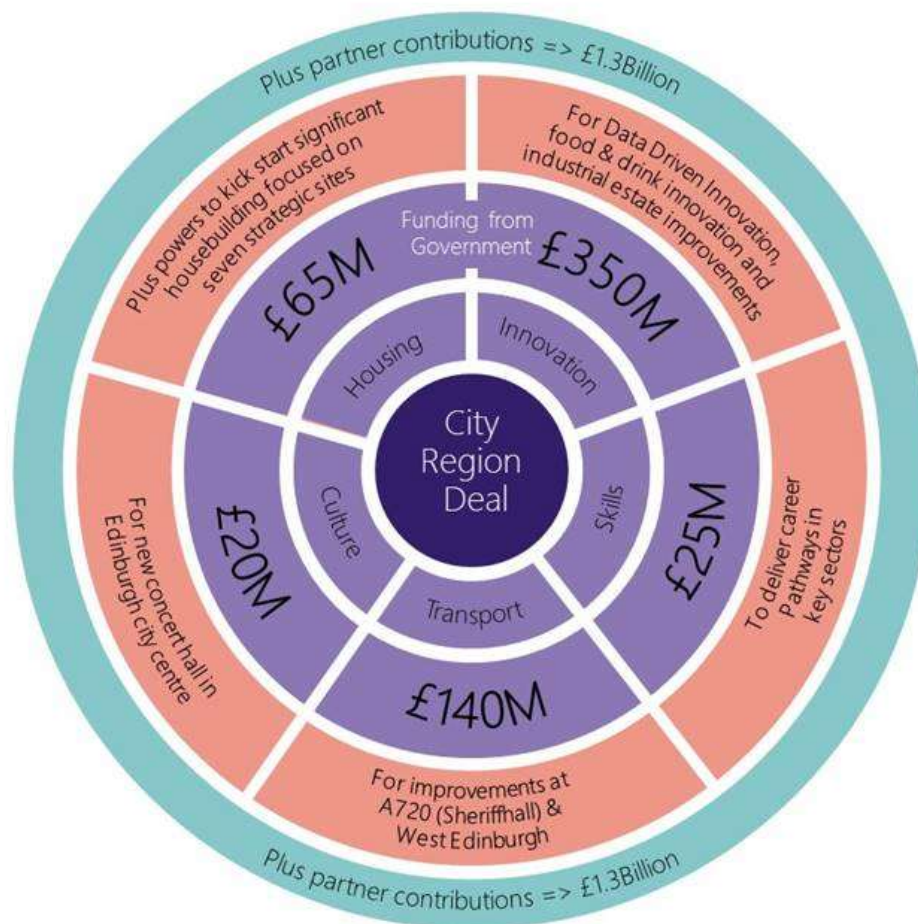 Plus partner contributions => £1.3Billion
Plus powers to kick start significant
housebuilding focused on
seven strategic sites
For Data Driven Innovation,
food & drink innovation and
industrial estate improvements
Funding from
Government
£65M
£350M
Housing
Innovation
City
Region
Deal
Culture
Skills
Transport
£20M
£25M
£140M
For new concert hall in
Edinburgh city centre
To deliver career
Pathways in
key sectors
For improvements at
A720 (Sheriffhall) &
West Edinburgh
Plus partner contributions => £1.3Billion